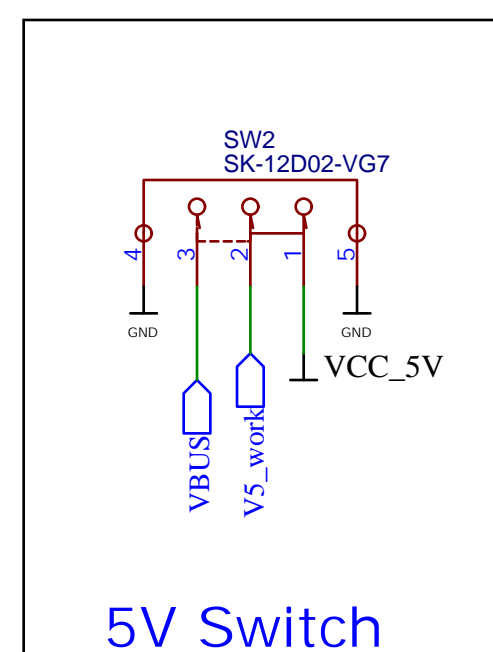 SW2
SK-12D02-VG7
4
3
2
1
5
GND
GND
VCC_5V
VBUS
V5_work
5V Switch